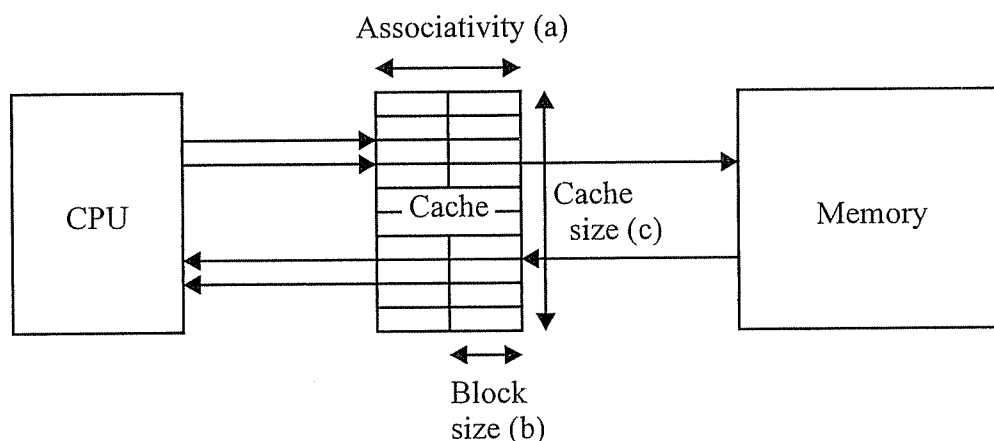 Associativity (a)
CPU
Cache
Cache
size (c)
Memory
Block
size (b)